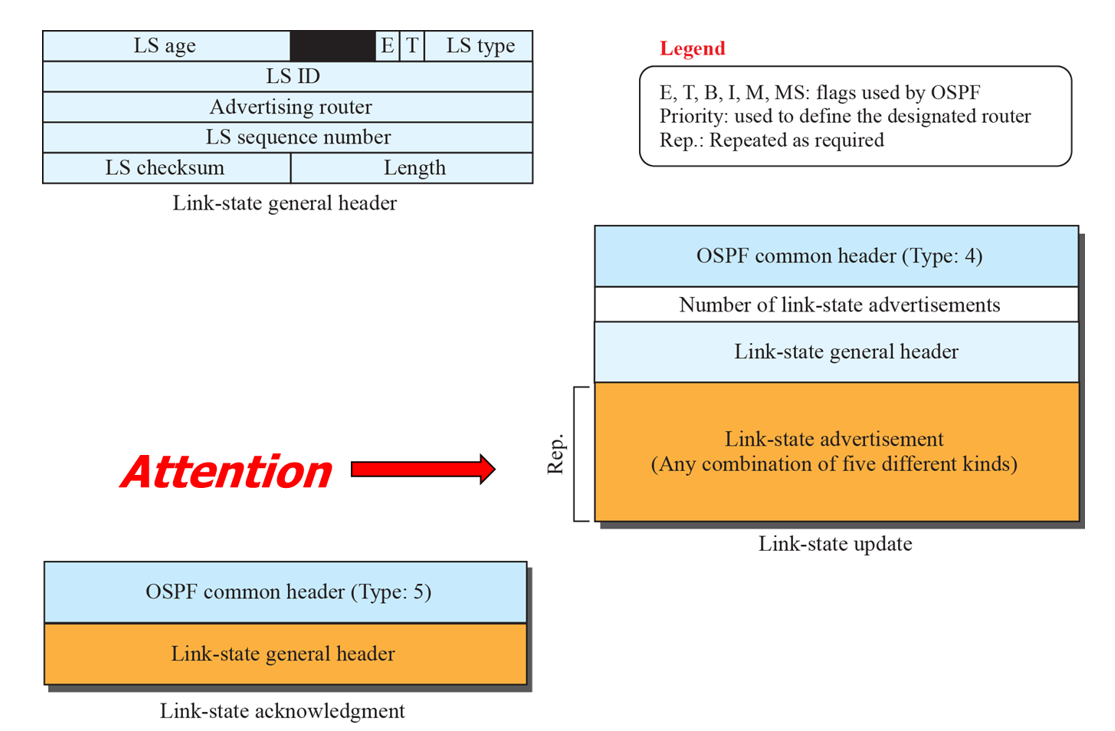 LS age E T LS type
LS ID
Advertising router
LS sequence number
LS checksum Length
Link-state general header
Legend
E, T, B, I, M, MS: flags used by OSPF
Priority: used to define the designated router
Rep.: Repeated as required
OSPF common header (Type: 4)
Number of link-state advertisements
Link-state general header
Rep.
Link-state advertisement
(Any combination of five different kinds)
Link-state update
Attention
OSPF common header (Type: 5)
Link-state general header
Link-state acknowledgment